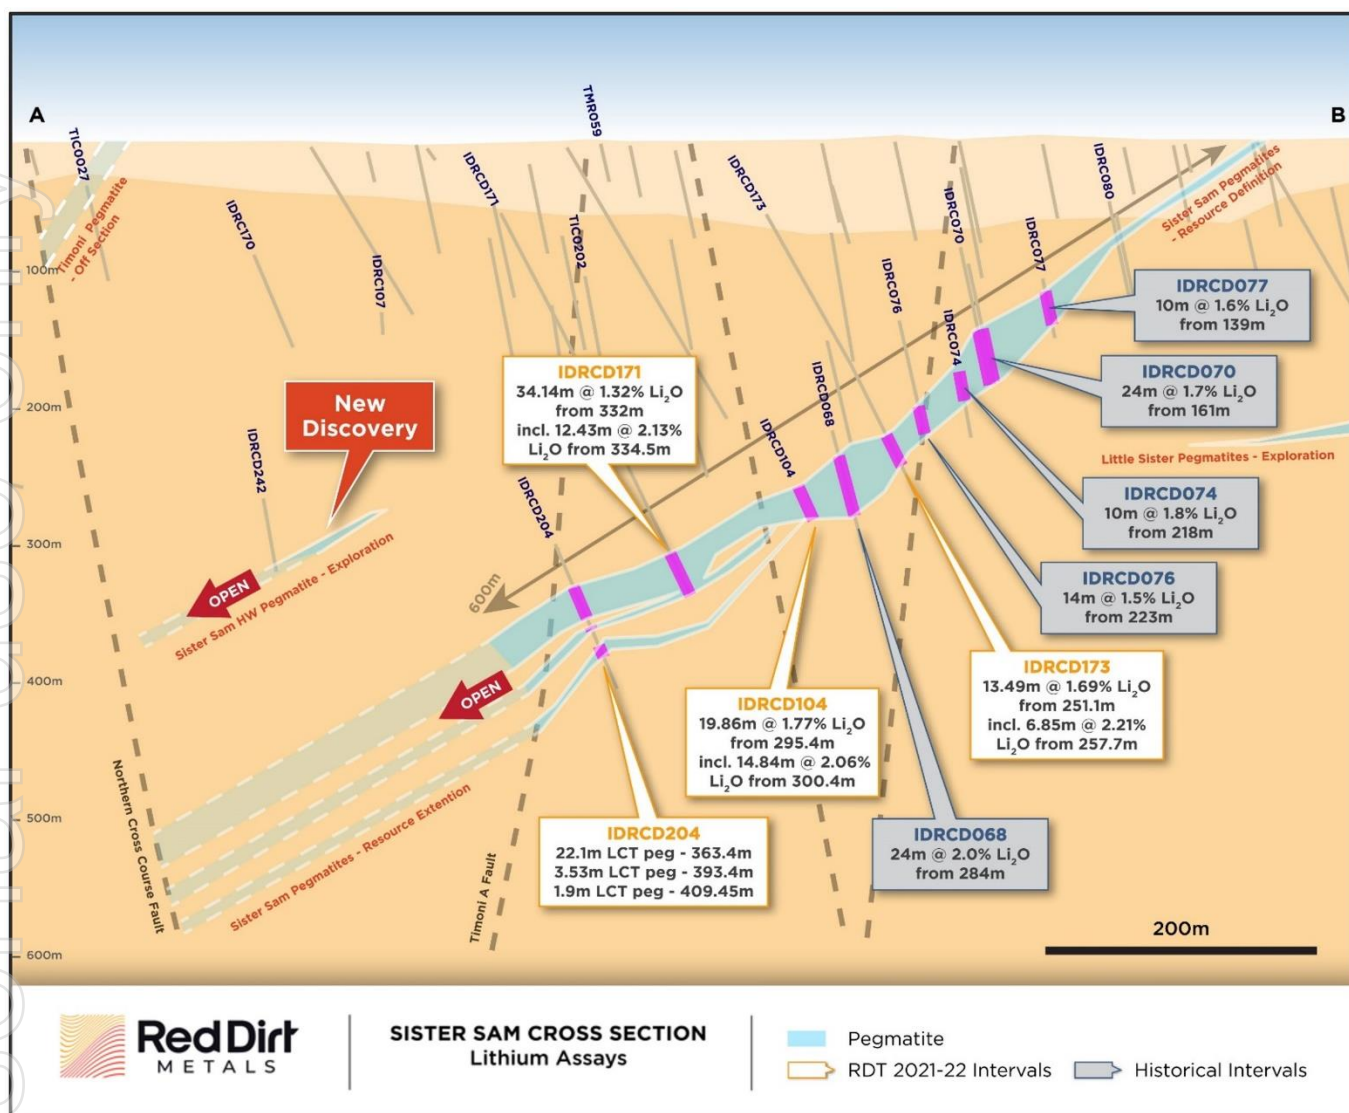 A
B
TIC0027
Timoni Pegmatite
- Off Section
IDRC170
IDRC107
IDRCD171
TMR059
TIC0202
IDRCD173
IDRCD070
IDRC080
IDRC077
IDRC076
IDRC074
IDRCD068
IDRCD104
IDRCD204
IDRCD242
Sister Sam Pegmatites
- Resource Definition
100m
200m
300m
400m
500m
600m
IDRCD077
10m @ 1.6% Li₂O
from 139m
IDRCD070
24m @ 1.7% Li₂O
from 161m
Little Sister Pegmatites - Exploration
IDRCD074
10m @ 1.8% Li₂O
from 218m
IDRCD076
14m @ 1.5% Li₂O
from 223m
IDRCD171
34.14m @ 1.32% Li₂O
from 332m
incl. 12.43m @ 2.13%
Li₂O from 334.5m
New
Discovery
OPEN
Sister Sam HW Pegmatite - Exploration
600m
OPEN
IDRCD173
13.49m @ 1.69% Li₂O
from 251.1m
incl. 6.85m @ 2.21%
Li₂O from 257.7m
IDRCD104
19.86m @ 1.77% Li₂O
from 295.4m
incl. 14.84m @ 2.06%
Li₂O from 300.4m
IDRCD204
22.1m LCT peg - 363.4m
3.53m LCT peg - 393.4m
1.9m LCT peg - 409.45m
IDRCD068
24m @ 2.0% Li₂O
from 284m
Northern Cross Course Fault
Sister Sam Pegmatites - Resource Extention
Timoni A Fault
200m
Red Dirt
METALS
SISTER SAM CROSS SECTION
Lithium Assays
Pegmatite
RDT 2021-22 Intervals
Historical Intervals